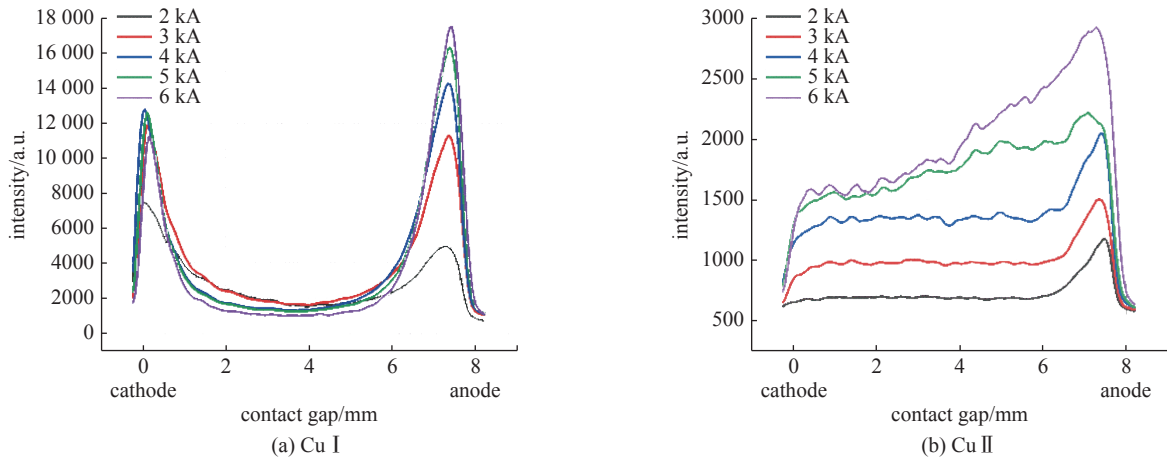 18 000
16 000
14 000
12 000
10 000
8000
6000
4000
2000
0
intensity/a.u.
2 kA
3 kA
4 kA
5 kA
6 kA
0 2 4 6 8
cathode anode
contact gap/mm
(a) Cu Ⅰ
3000
2500
2000
1500
1000
500
intensity/a.u.
2 kA
3 kA
4 kA
5 kA
6 kA
0 2 4 6 8
cathode anode
contact gap/mm
(b) Cu Ⅱ